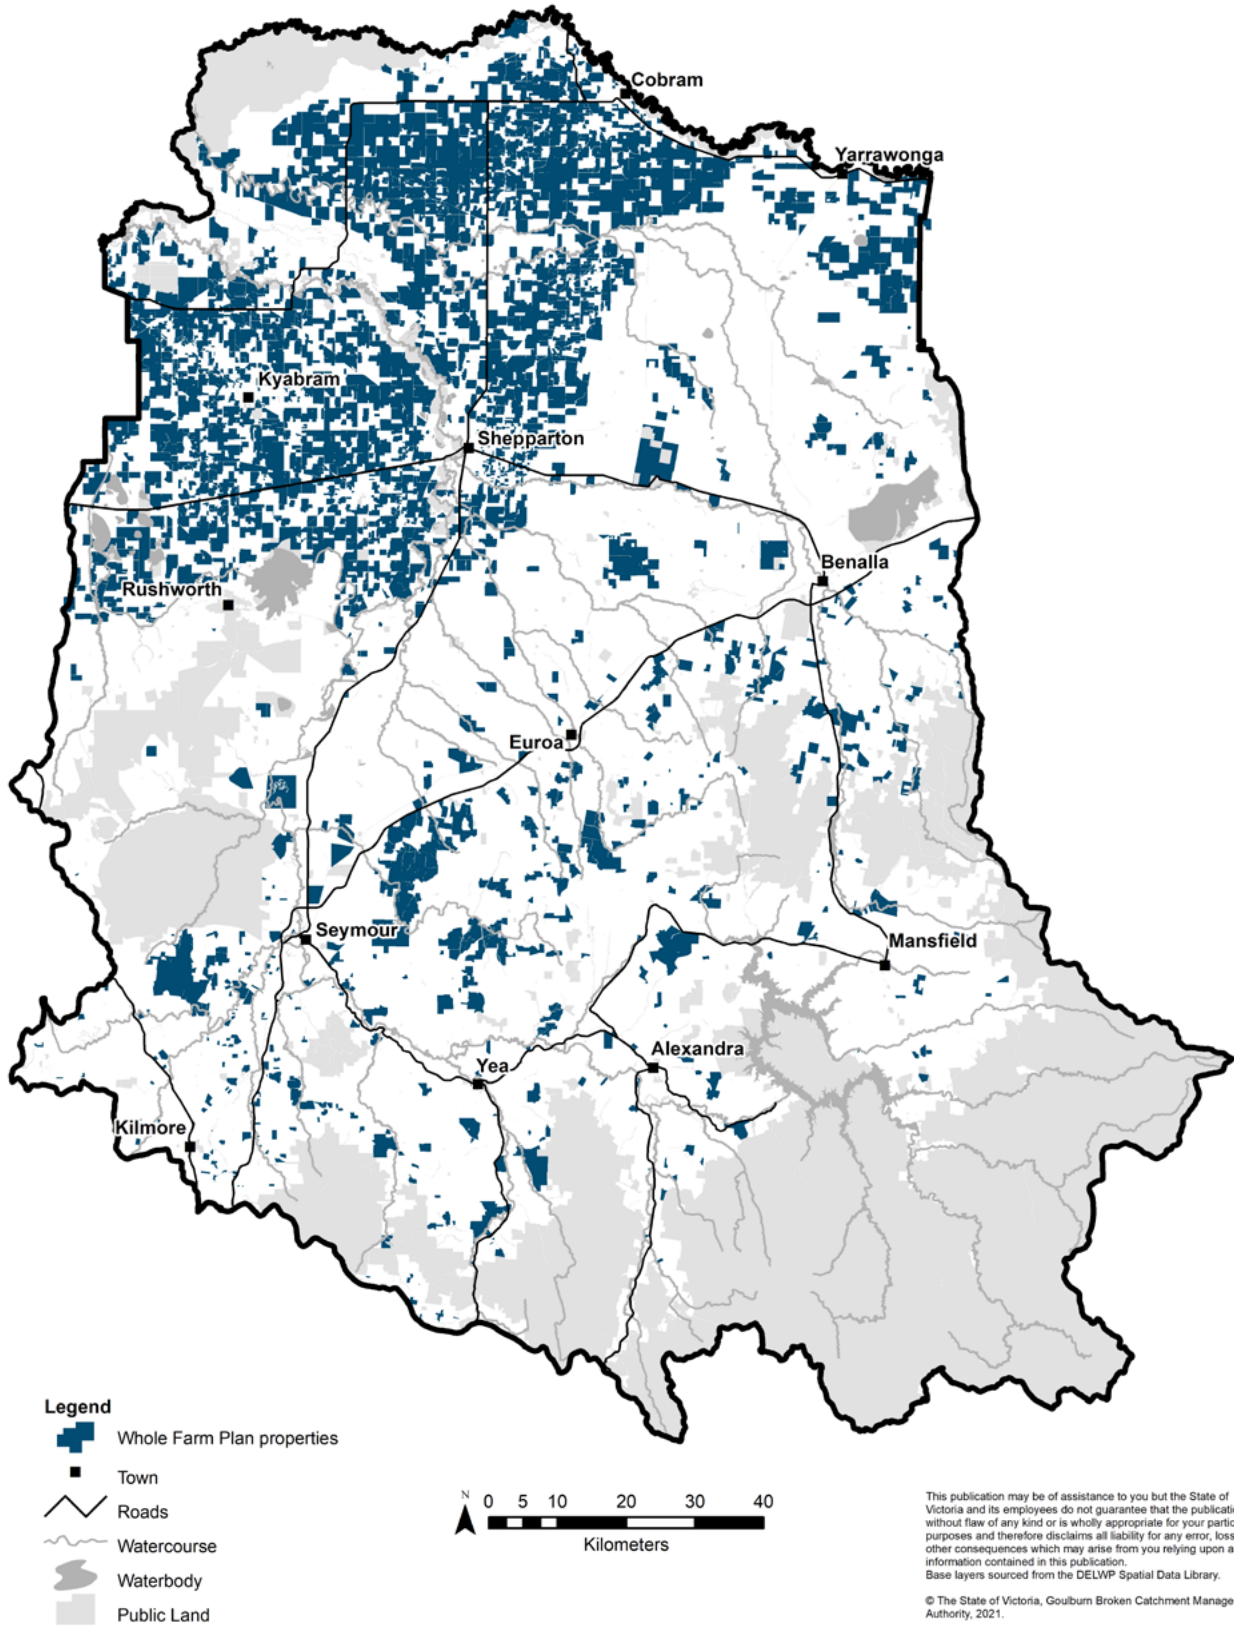 Cobram
Yarrawonga
Kyabram
Shepparton
Benalla
Rushworth
Euroa
Seymour
Mansfield
Alexandra
Yea
Kilmore
Legend
Whole Farm Plan properties
Town
Roads
Watercourse
Waterbody
Public Land
N
0 5 10 20 30 40
Kilometers
This publication may be of assistance to you but the State of
Victoria and its employees do not guarantee that the publicatio
without flaw of any kind or is wholly appropriate for your partic
purposes and therefore disclaims all liability for any error, loss
other consequences which may arise from you relying upon a
information contained in this publication.
Base layers sourced from the DELWP Spatial Data Library.
© The State of Victoria, Goulburn Broken Catchment Manage
Authority, 2021.